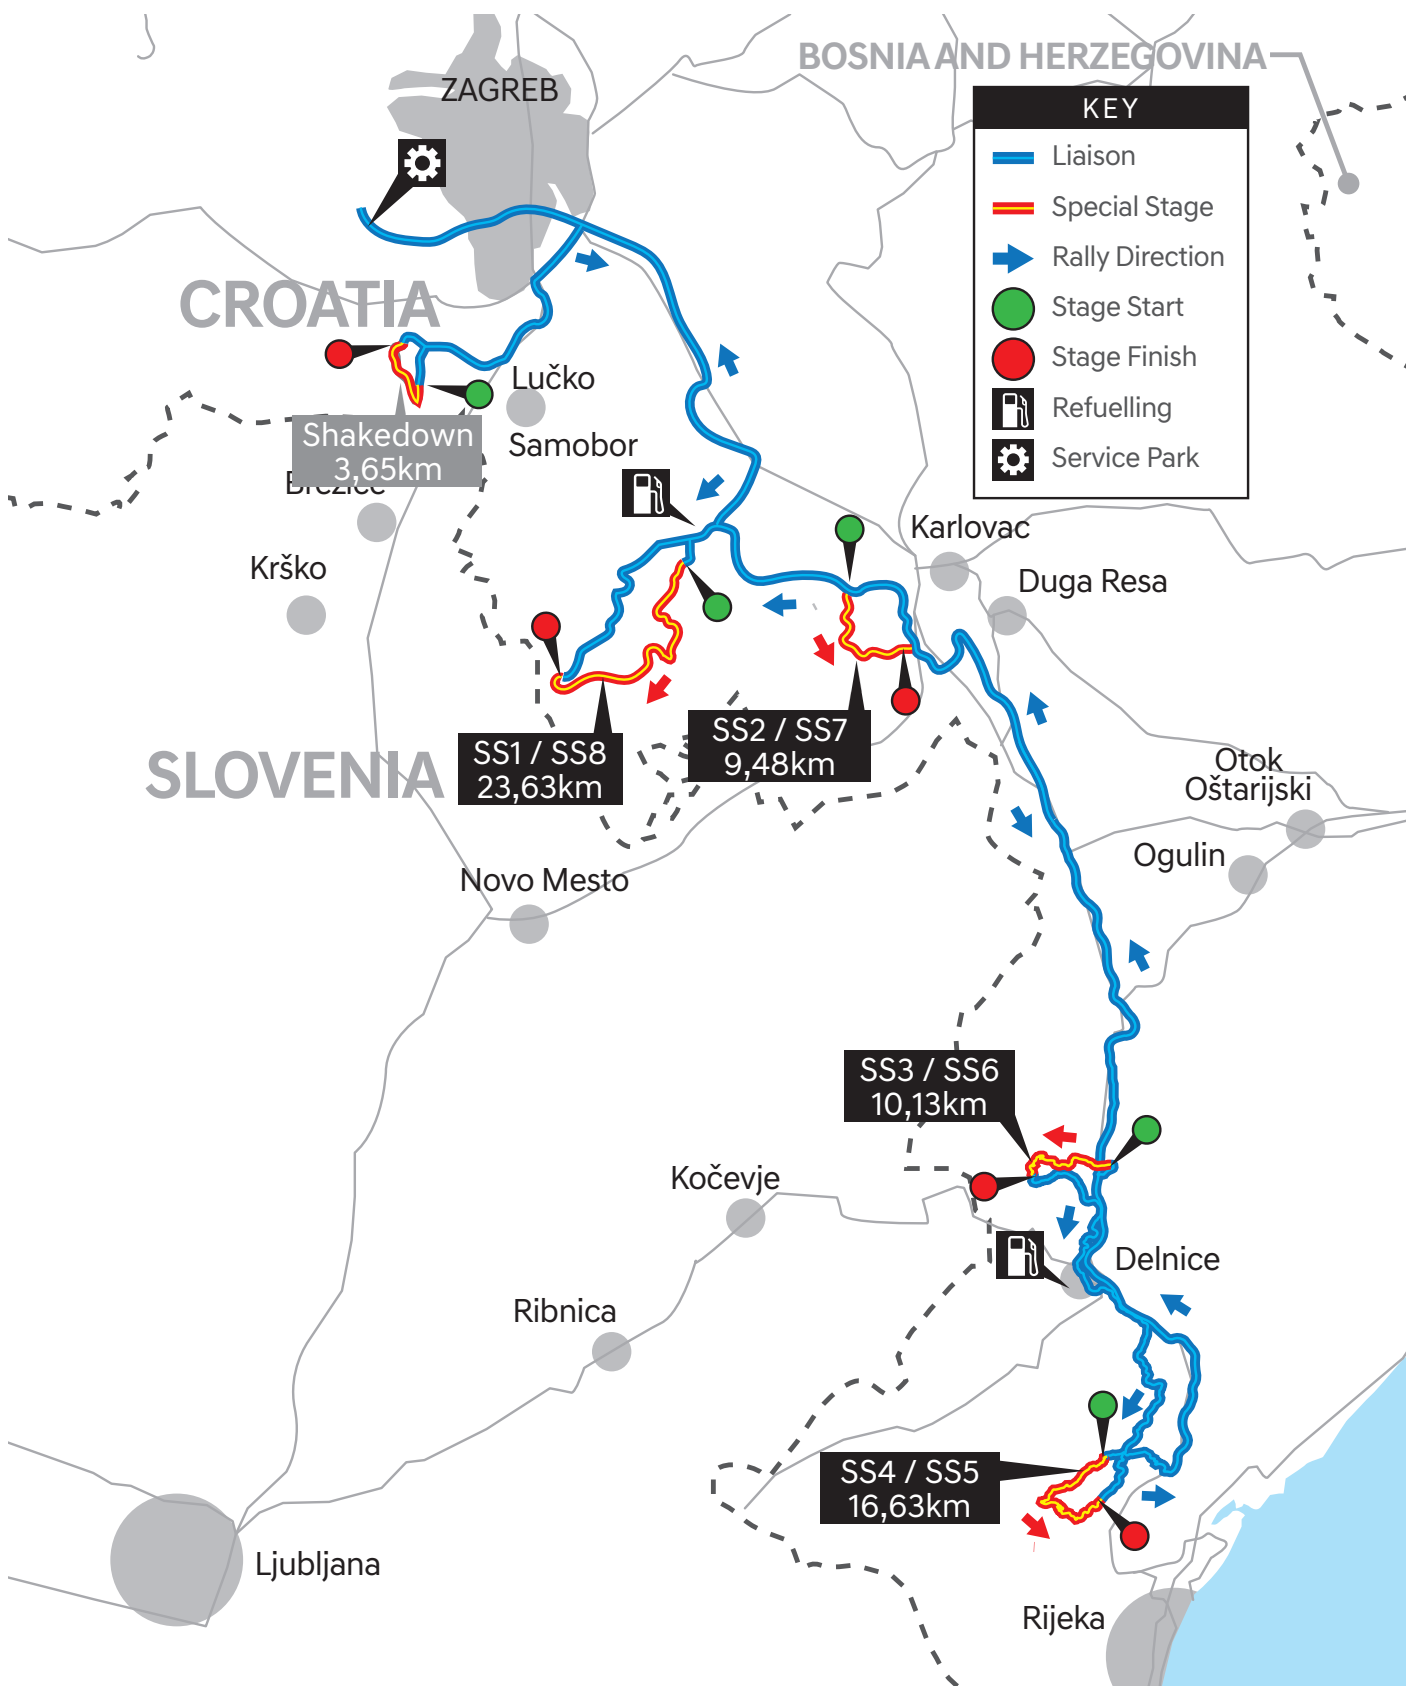 BOSNIA AND HERZEGOVINA
ZAGREB
KEY
Liaison
Special Stage
Rally Direction
Stage Start
Stage Finish
Refuelling
Service Park
CROATIA
Lučko
Samobor
Shakedown
3,65km
Brežice
Krško
Karlovac
Duga Resa
SS2 / SS7
9,48km
SS1 / SS8
23,63km
SLOVENIA
Otok
Oštarijski
Ogulin
Novo Mesto
SS3 / SS6
10,13km
Kočevje
Delnice
Ribnica
SS4 / SS5
16,63km
Ljubljana
Rijeka